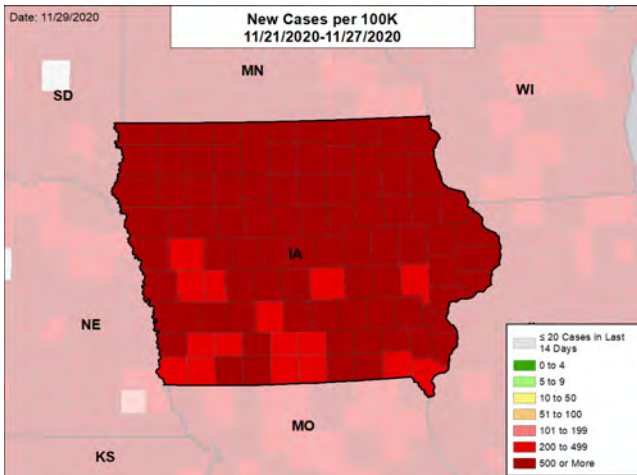 Date: 11/29/2020
New Cases per 100K
11/21/2020-11/27/2020
MN
SD
WI
IA
NE
≤ 20 Cases in Last
14 Days
0 to 4
5 to 9
10 to 50
51 to 100
101 to 199
200 to 499
500 or More
MO
KS